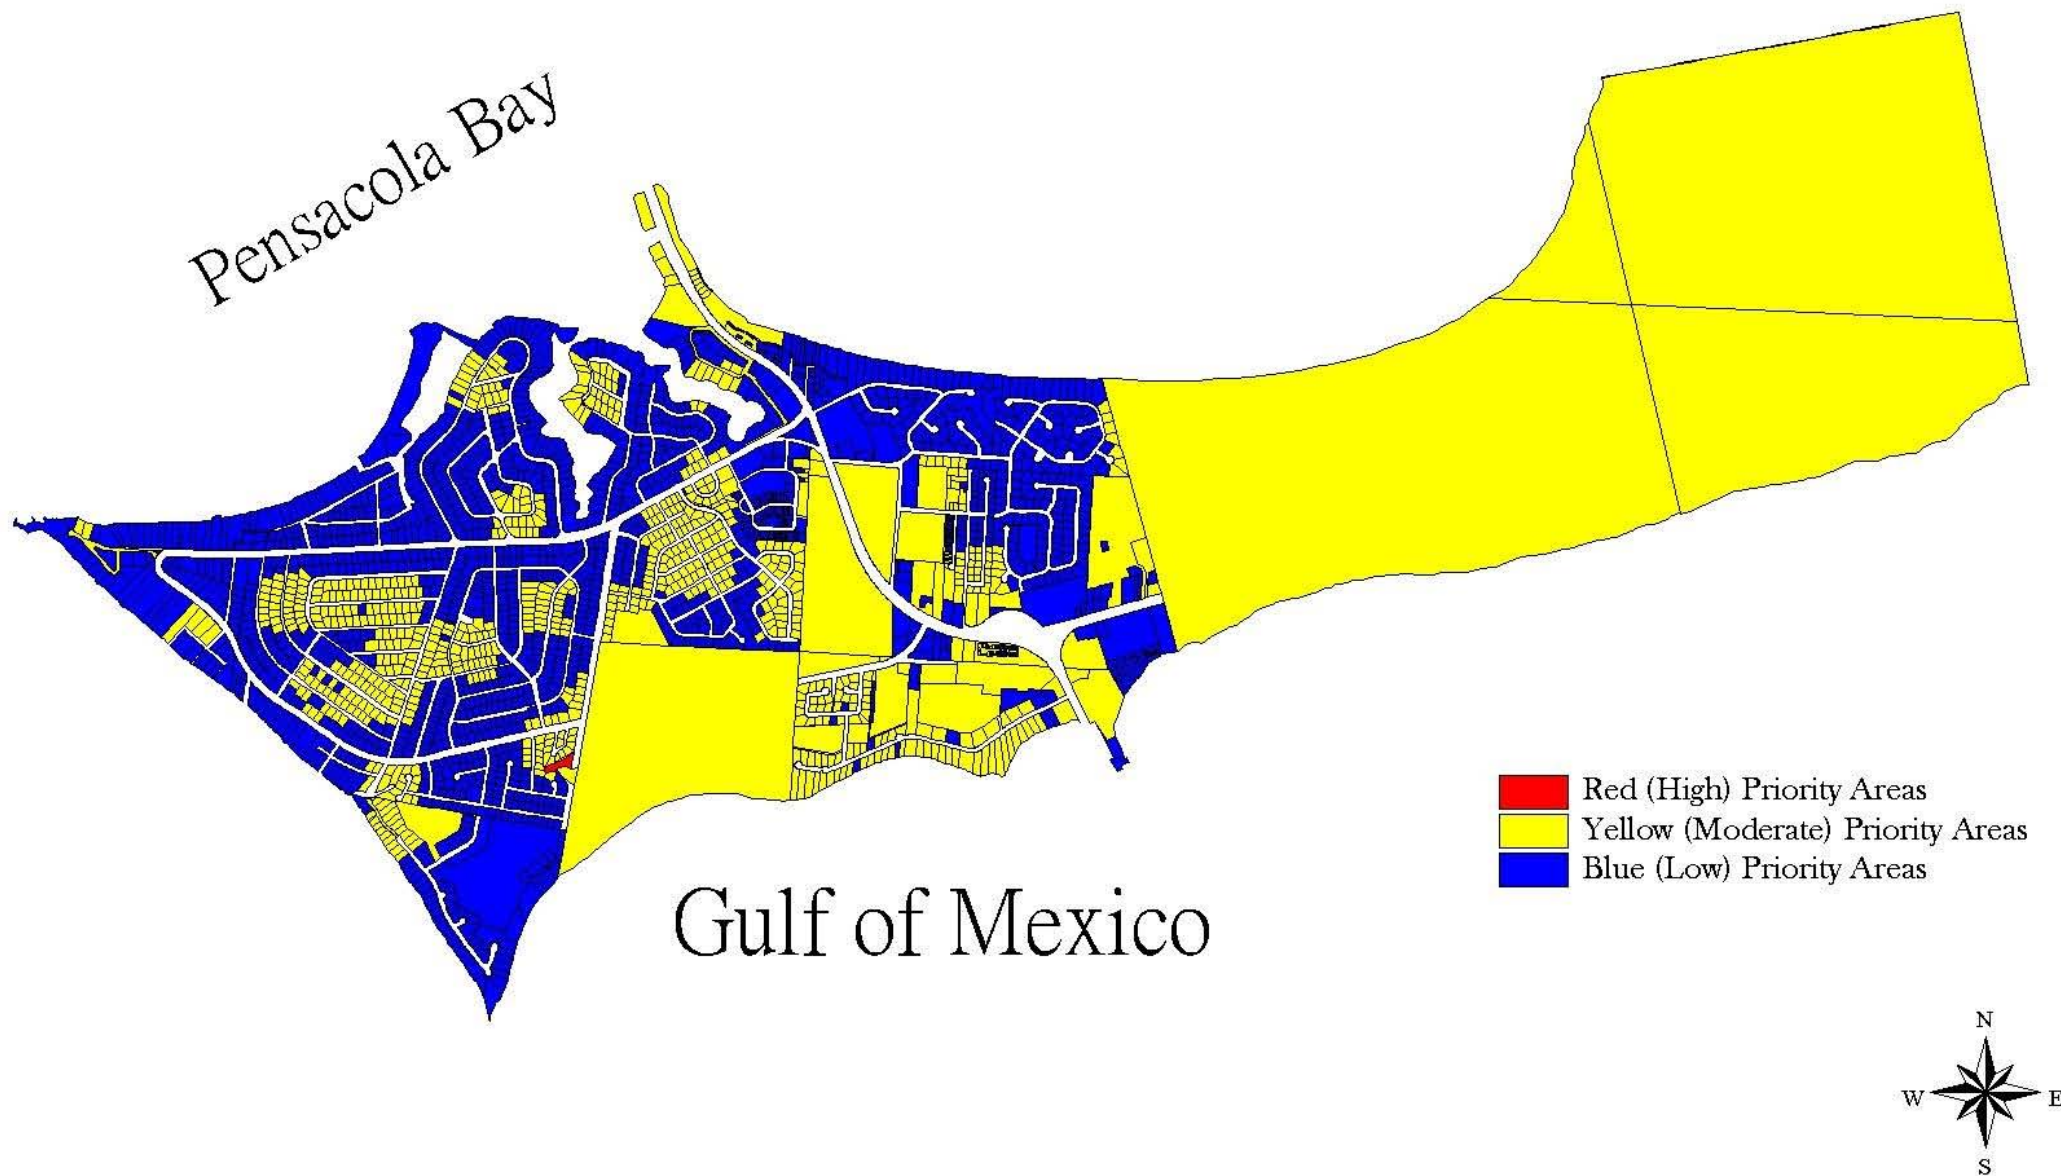 Pensacola Bay
Red (High) Priority Areas
Yellow (Moderate) Priority Areas
Blue (Low) Priority Areas
Gulf of Mexico
N
W E
S